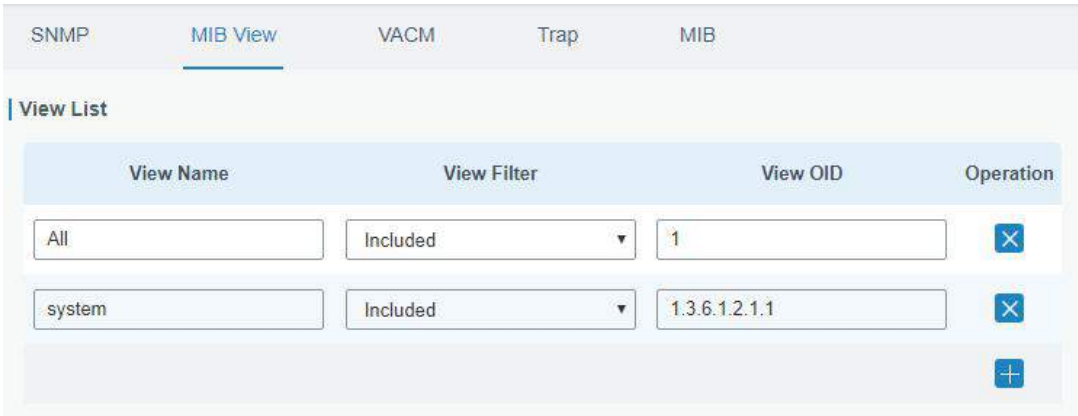 SNMP MIB View VACM Trap MIB
View List
View Name View Filter View OID Operation
All Included 1
system Included 1.3.6.1.2.1.1